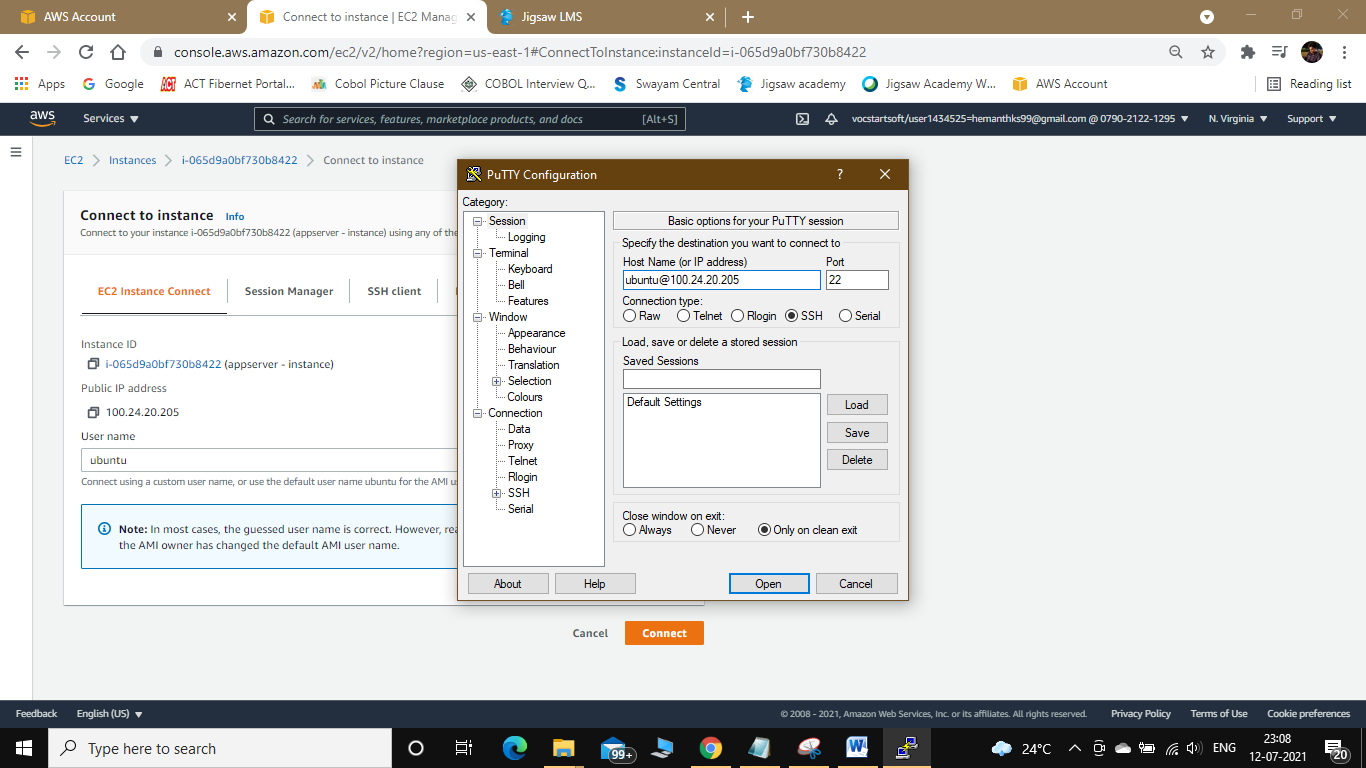 AWS Account
Connect to instance | EC2 Manag
Jigsaw LMS
console.aws.amazon.com/ec2/v2/home?region=us-east-1#ConnectToInstance:instanceId=i-065d9a0bf730b8422
Apps
Google
ACT Fibernet Portal...
Cobol Picture Clause
COBOL Interview Q...
Swayam Central
Jigsaw academy
Jigsaw Academy W...
AWS Account
Reading list
aws
Services
Search for services, features, marketplace products, and docs
[Alt+S]
vocstartsoft/user1434525=hemanthks99@gmail.com @ 0790-2122-1295
N. Virginia
Support
EC2
Instances
i-065d9a0bf730b8422
Connect to instance
Connect to instance Info
Connect to your instance i-065d9a0bf730b8422 (appserver - instance) using any of the
EC2 Instance Connect
Session Manager
SSH client
Instance ID
i-065d9a0bf730b8422 (appserver - instance)
Public IP address
100.24.20.205
User name
ubuntu
Connect using a custom user name, or use the default user name ubuntu for the AMI
Note: In most cases, the guessed user name is correct. However,
the AMI owner has changed the default AMI user name.
Cancel
Connect
PuTTY Configuration
?
Category:
Session
Logging
Terminal
Keyboard
Bell
Features
Window
Appearance
Behaviour
Translation
Selection
Colours
Connection
Data
Proxy
Telnet
Rlogin
SSH
Serial
Basic options for your PuTTY session
Specify the destination you want to connect to
Host Name (or IP address)
Port
ubuntu@100.24.20.205
22
Connection type:
Raw
Telnet
Rlogin
SSH
Serial
Load, save or delete a stored session
Saved Sessions
Default Settings
Load
Save
Delete
Close window on exit:
Always
Never
Only on clean exit
About
Help
Open
Cancel
Feedback
English (US)
© 2008 - 2021, Amazon Web Services, Inc. or its affiliates. All rights reserved.
Privacy Policy
Terms of Use
Cookie preferences
Type here to search
99+
24°C
ENG
23:08
12-07-2021
20